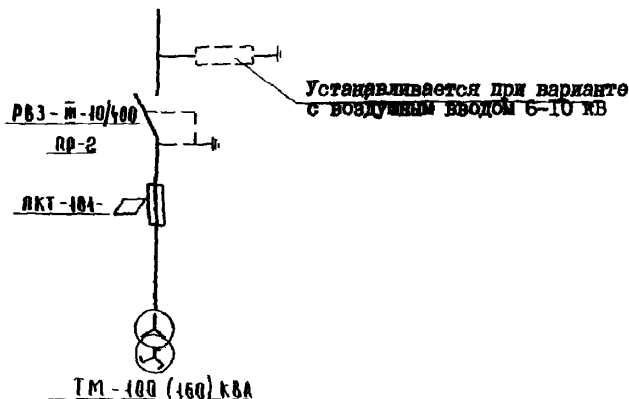 Устанавливается при варианте
с воздушным вводом 6-10 кВ
РВЗ-III-10/400
ПР-2
ПКТ-101-
ТМ-100 (160) кВА